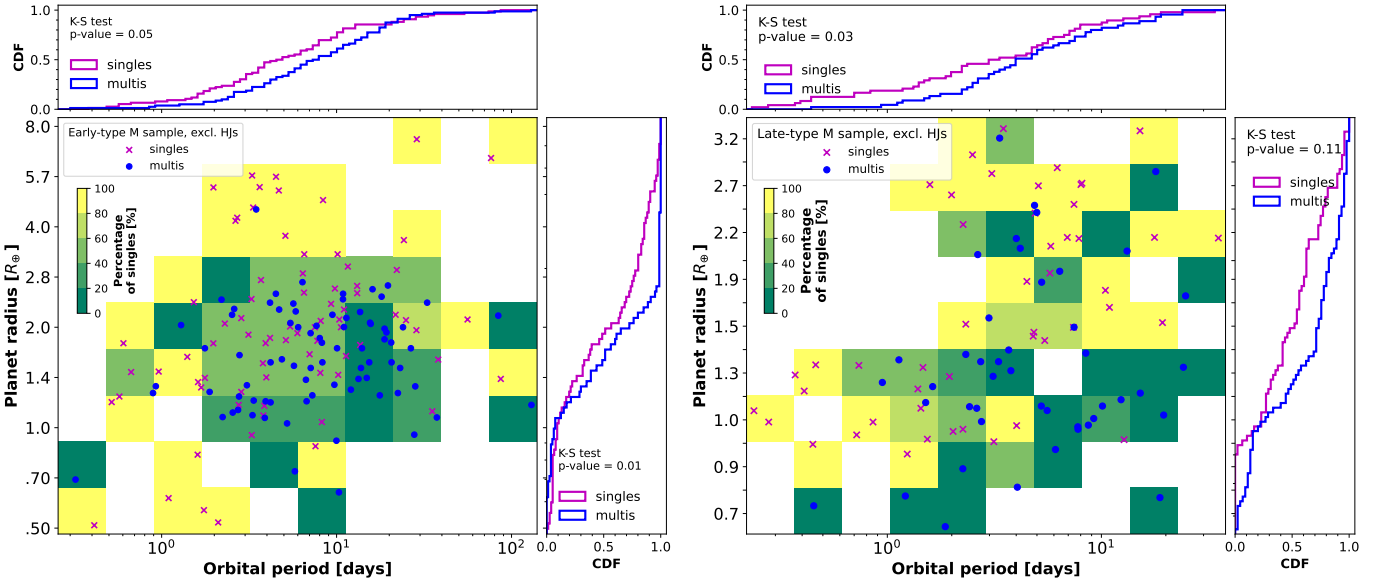 1.0
0.5
0.0
CDF
K-S test
p-value = 0.05
singles
multis
8.0
5.7
4.0
2.8
2.0
1.4
1.0
.70
.50
Planet radius [R⊕]
Early-type M sample, excl. HJs
singles
multis
100
80
60
40
20
0
Percentage
of singles [%]
10⁰
10¹
10²
Orbital period [days]
K-S test
p-value = 0.01
singles
multis
0.0
0.5
1.0
CDF
1.0
0.5
0.0
CDF
K-S test
p-value = 0.03
singles
multis
3.2
2.7
2.2
1.9
1.5
1.3
1.0
0.9
0.7
Planet radius [R⊕]
Late-type M sample, excl. HJs
singles
multis
100
80
60
40
20
0
Percentage
of singles [%]
10⁰
10¹
Orbital period [days]
K-S test
p-value = 0.11
singles
multis
0.0
0.5
1.0
CDF